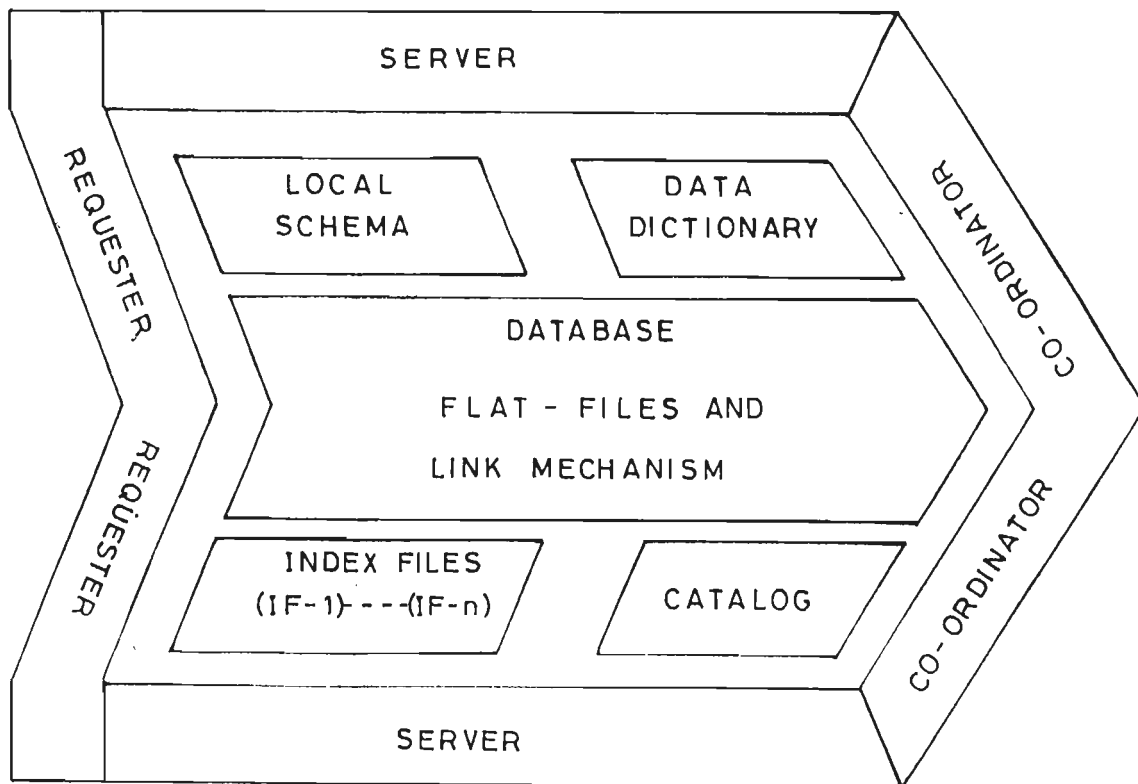 SERVER
REQUESTER
LOCAL
SCHEMA
DATA
DICTIONARY
CO-ORDINATOR
DATABASE
FLAT - FILES AND
LINK MECHANISM
REQUESTER
INDEX FILES
(IF-1)----(IF-n)
CATALOG
CO-ORDINATOR
SERVER